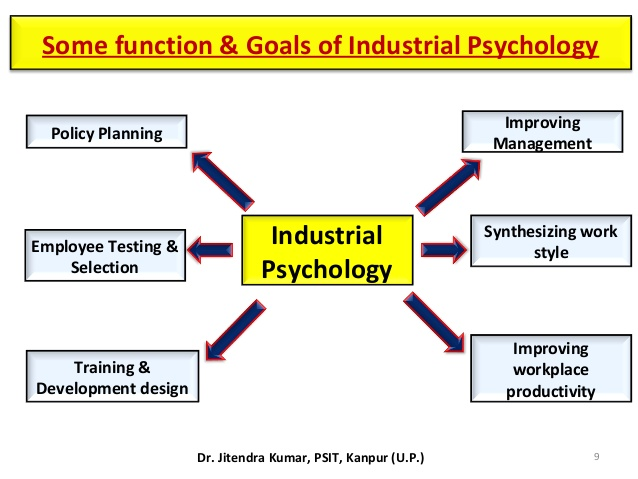 Some function & Goals of Industrial Psychology
Policy Planning
Improving
Management
Industrial
Psychology
Employee Testing &
Selection
Synthesizing work
style
Training &
Development design
Improving
workplace
productivity
Dr. Jitendra Kumar, PSIT, Kanpur (U.P.)
9